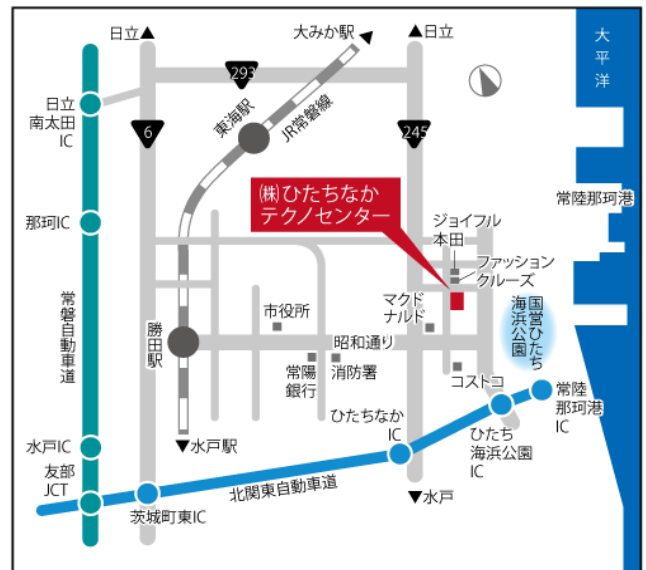 日立▲
大みか駅▲
▲日立
大平洋
293
日立
南太田
IC
東海駅
JR常磐線
6
245
㈱ひたちなか
テクノセンター
常陸那珂港
那珂IC
ジョイフル
本田
ファッション
クルーズ
市役所
マクド
ナルド
国営ひたち
海浜公園
常磐自動車道
勝田駅
昭和通り
常陽
銀行
消防署
コストコ
常陸
那珂港
IC
ひたちなか
IC
ひたち
海浜公園
IC
水戸IC
▼水戸駅
友部
JCT
北関東自動車道
▼水戸
茨城町東IC